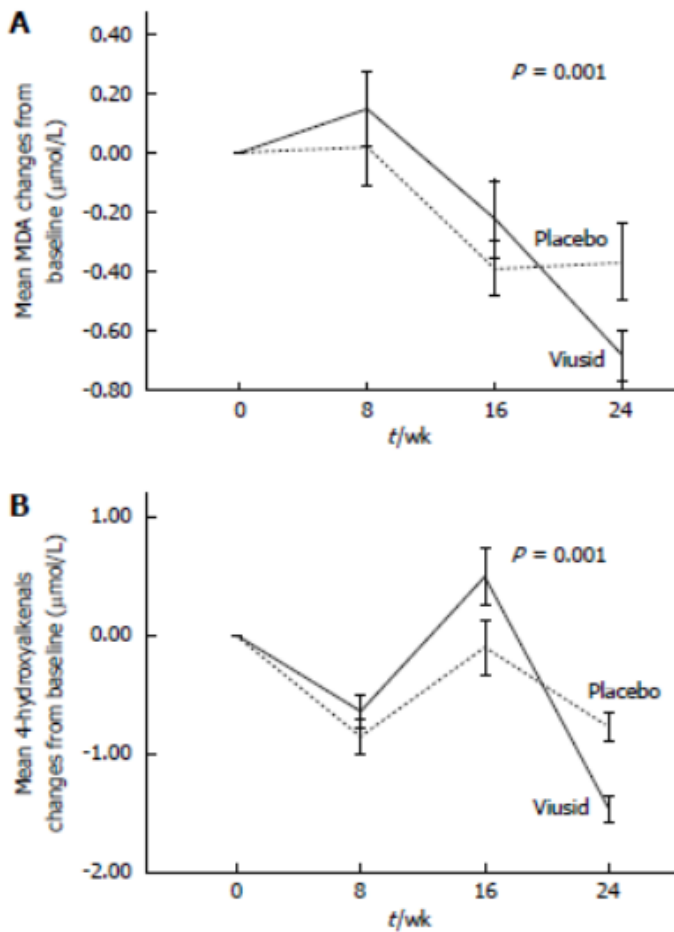 A
Mean MDA changes from
baseline (μmol/L)
0.40
0.20
0.00
-0.20
-0.40
-0.60
-0.80
P = 0.001
Placebo
Viusid
0 8 16 24
t/wk
B
Mean 4-hydroxyalkenals
changes from baseline (μmol/L)
1.00
0.00
-1.00
-2.00
P = 0.001
Placebo
Viusid
0 8 16 24
t/wk